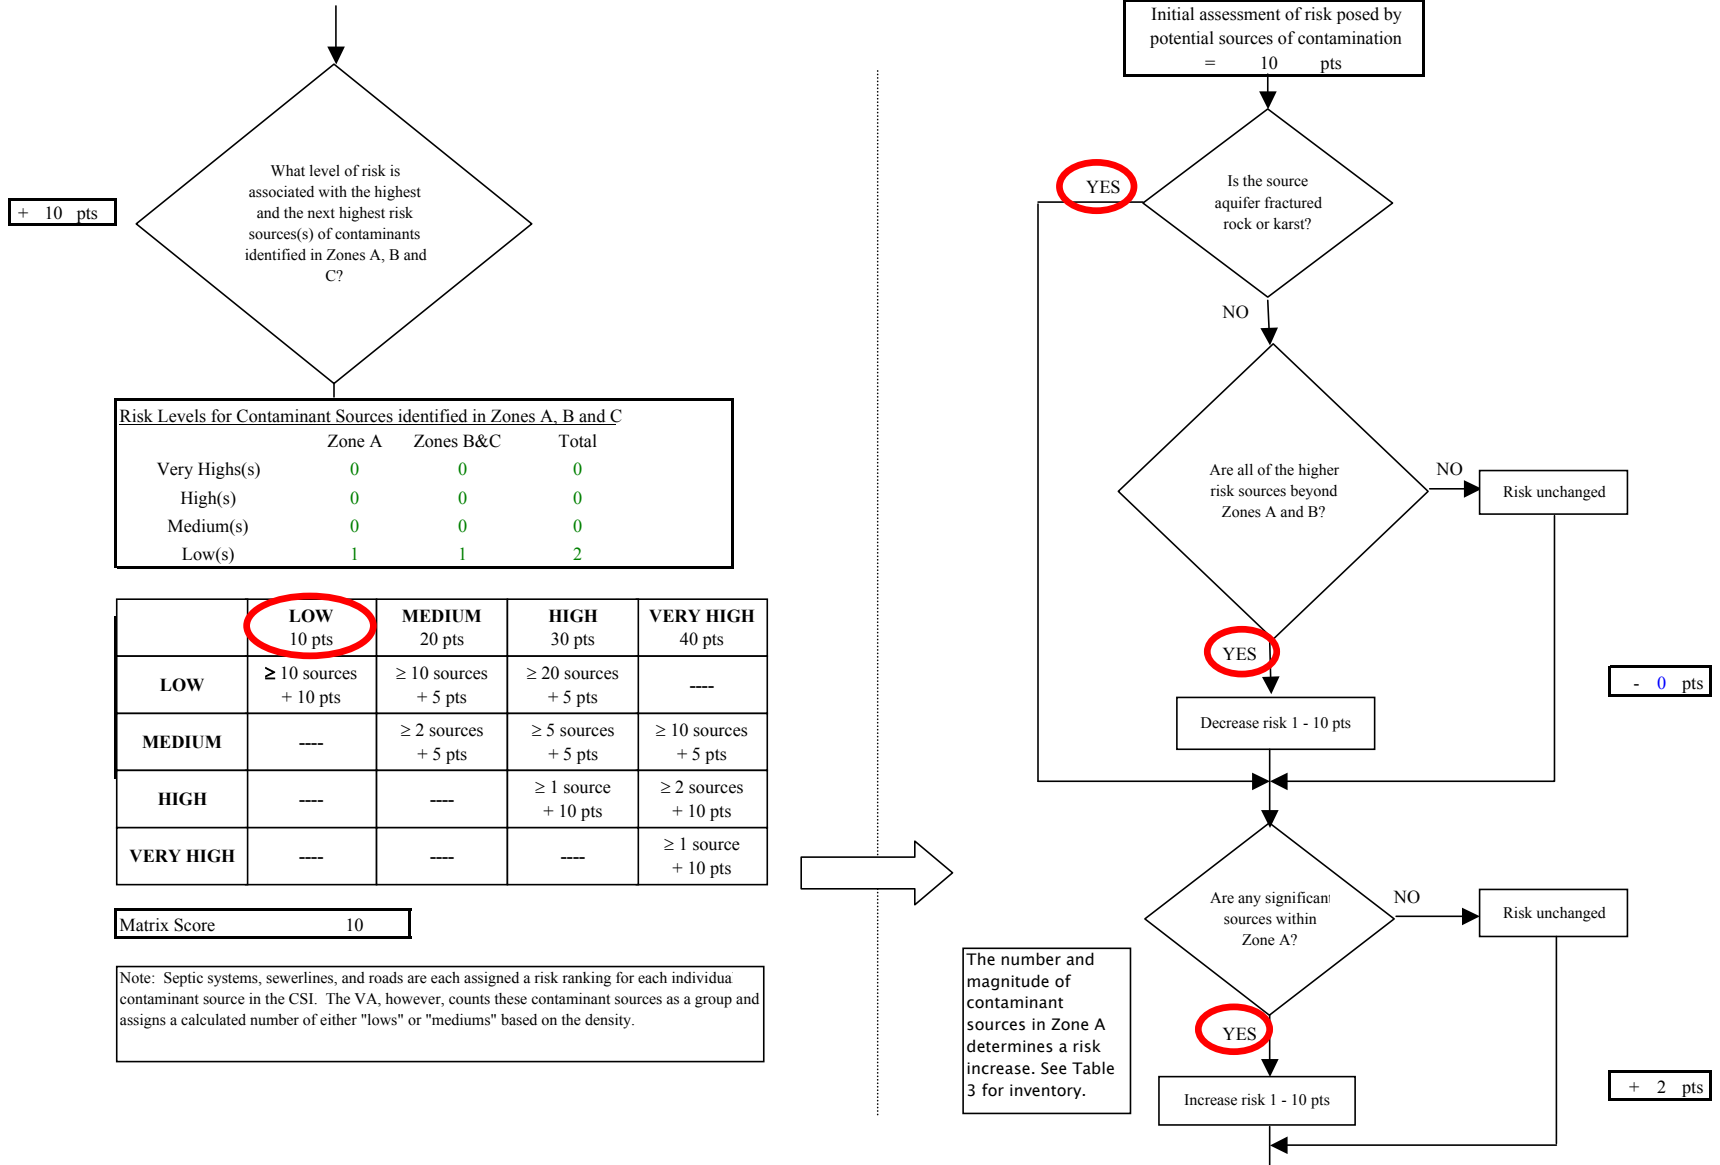 What level of risk is
associated with the highest
and the next highest risk
sources(s) of contaminants
identified in Zones A, B and
C?
+ 10 pts
Risk Levels for Contaminant Sources identified in Zones A, B and C
Zone A Zones B&C Total
Very Highs(s) 0 0 0
High(s) 0 0 0
Medium(s) 0 0 0
Low(s) 1 1 2
LOW MEDIUM HIGH VERY HIGH
10 pts 20 pts 30 pts 40 pts
LOW ≥ 10 sources ≥ 10 sources ≥ 20 sources ----
+ 10 pts + 5 pts + 5 pts
MEDIUM ---- ≥ 2 sources ≥ 5 sources ≥ 10 sources
+ 5 pts + 5 pts + 5 pts
HIGH ---- ---- ≥ 1 source ≥ 2 sources
+ 10 pts + 10 pts
VERY HIGH ---- ---- ---- ≥ 1 source
+ 10 pts
Matrix Score 10
Note: Septic systems, sewerlines, and roads are each assigned a risk ranking for each individua
contaminant source in the CSI. The VA, however, counts these contaminant sources as a group and
assigns a calculated number of either "lows" or "mediums" based on the density.
Initial assessment of risk posed by
potential sources of contamination
= 10 pts
YES
Is the source
aquifer fractured
rock or karst?
NO
Are all of the higher
risk sources beyond
Zones A and B?
NO
Risk unchanged
YES
- 0 pts
Decrease risk 1 - 10 pts
Are any significant
sources within
Zone A?
NO
Risk unchanged
The number and
magnitude of
contaminant
sources in Zone A
determines a risk
increase. See Table
3 for inventory.
YES
Increase risk 1 - 10 pts
+ 2 pts